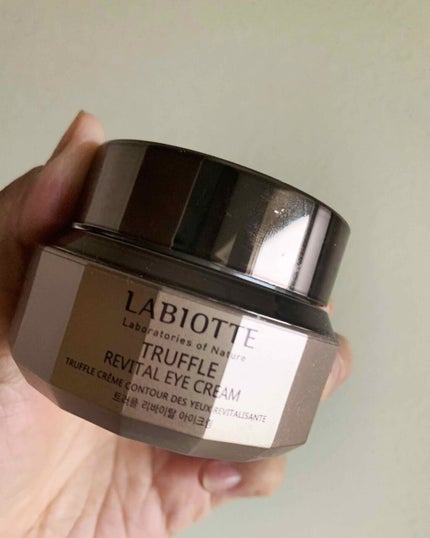 LABIOTTE
Laboratories of Nature
TRUFFLE
REVITAL EYE CREAM
TRUFFLE CRÈME CONTOUR DES YEUX REVITALISANTE
트러플 리바이탈 아이크림